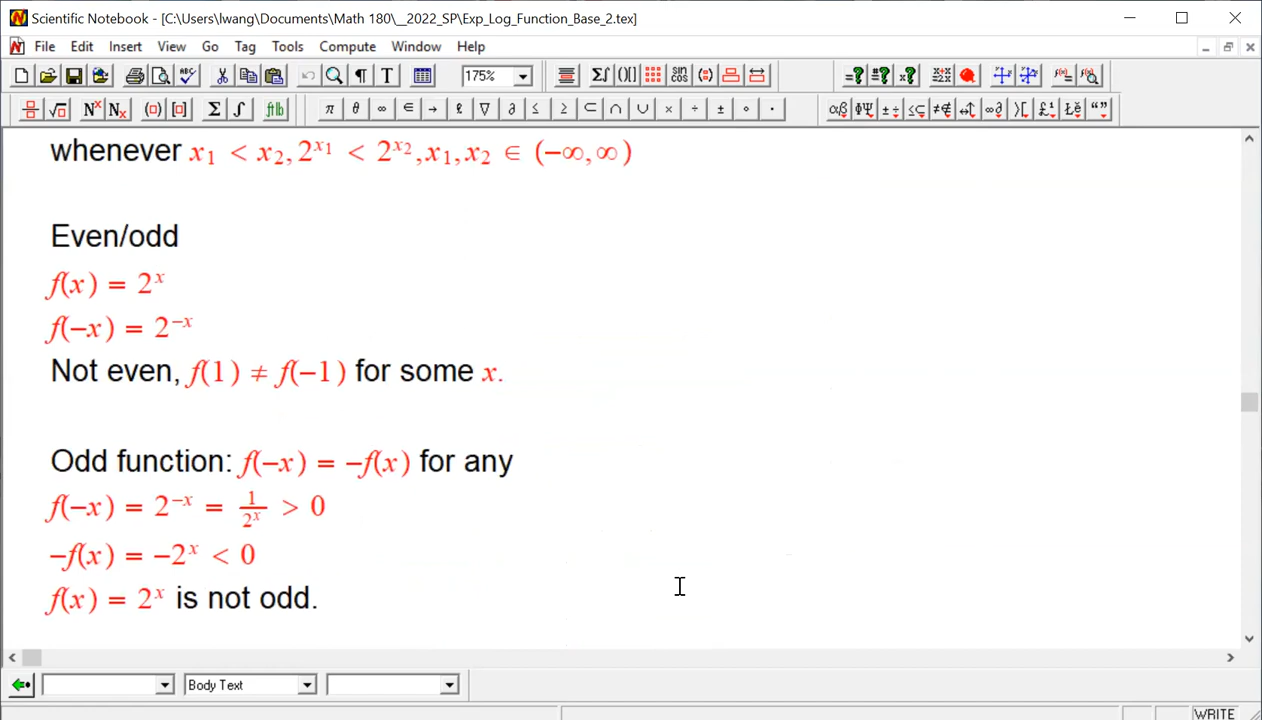 Scientific Notebook - [C:\Users\lwang\Documents\Math 180\__2022_SP\Exp_Log_Function_Base_2.tex]
File Edit Insert View Go Tag Tools Compute Window Help
175%
whenever x₁ < x₂, 2^x₁ < 2^x₂, x₁, x₂ ∈ (−∞, ∞)
Even/odd
f(x) = 2^x
f(−x) = 2^−x
Not even, f(1) ≠ f(−1) for some x.
Odd function: f(−x) = −f(x) for any
f(−x) = 2^−x = 1/2^x > 0
−f(x) = −2^x < 0
f(x) = 2^x is not odd.
Body Text
WRITE